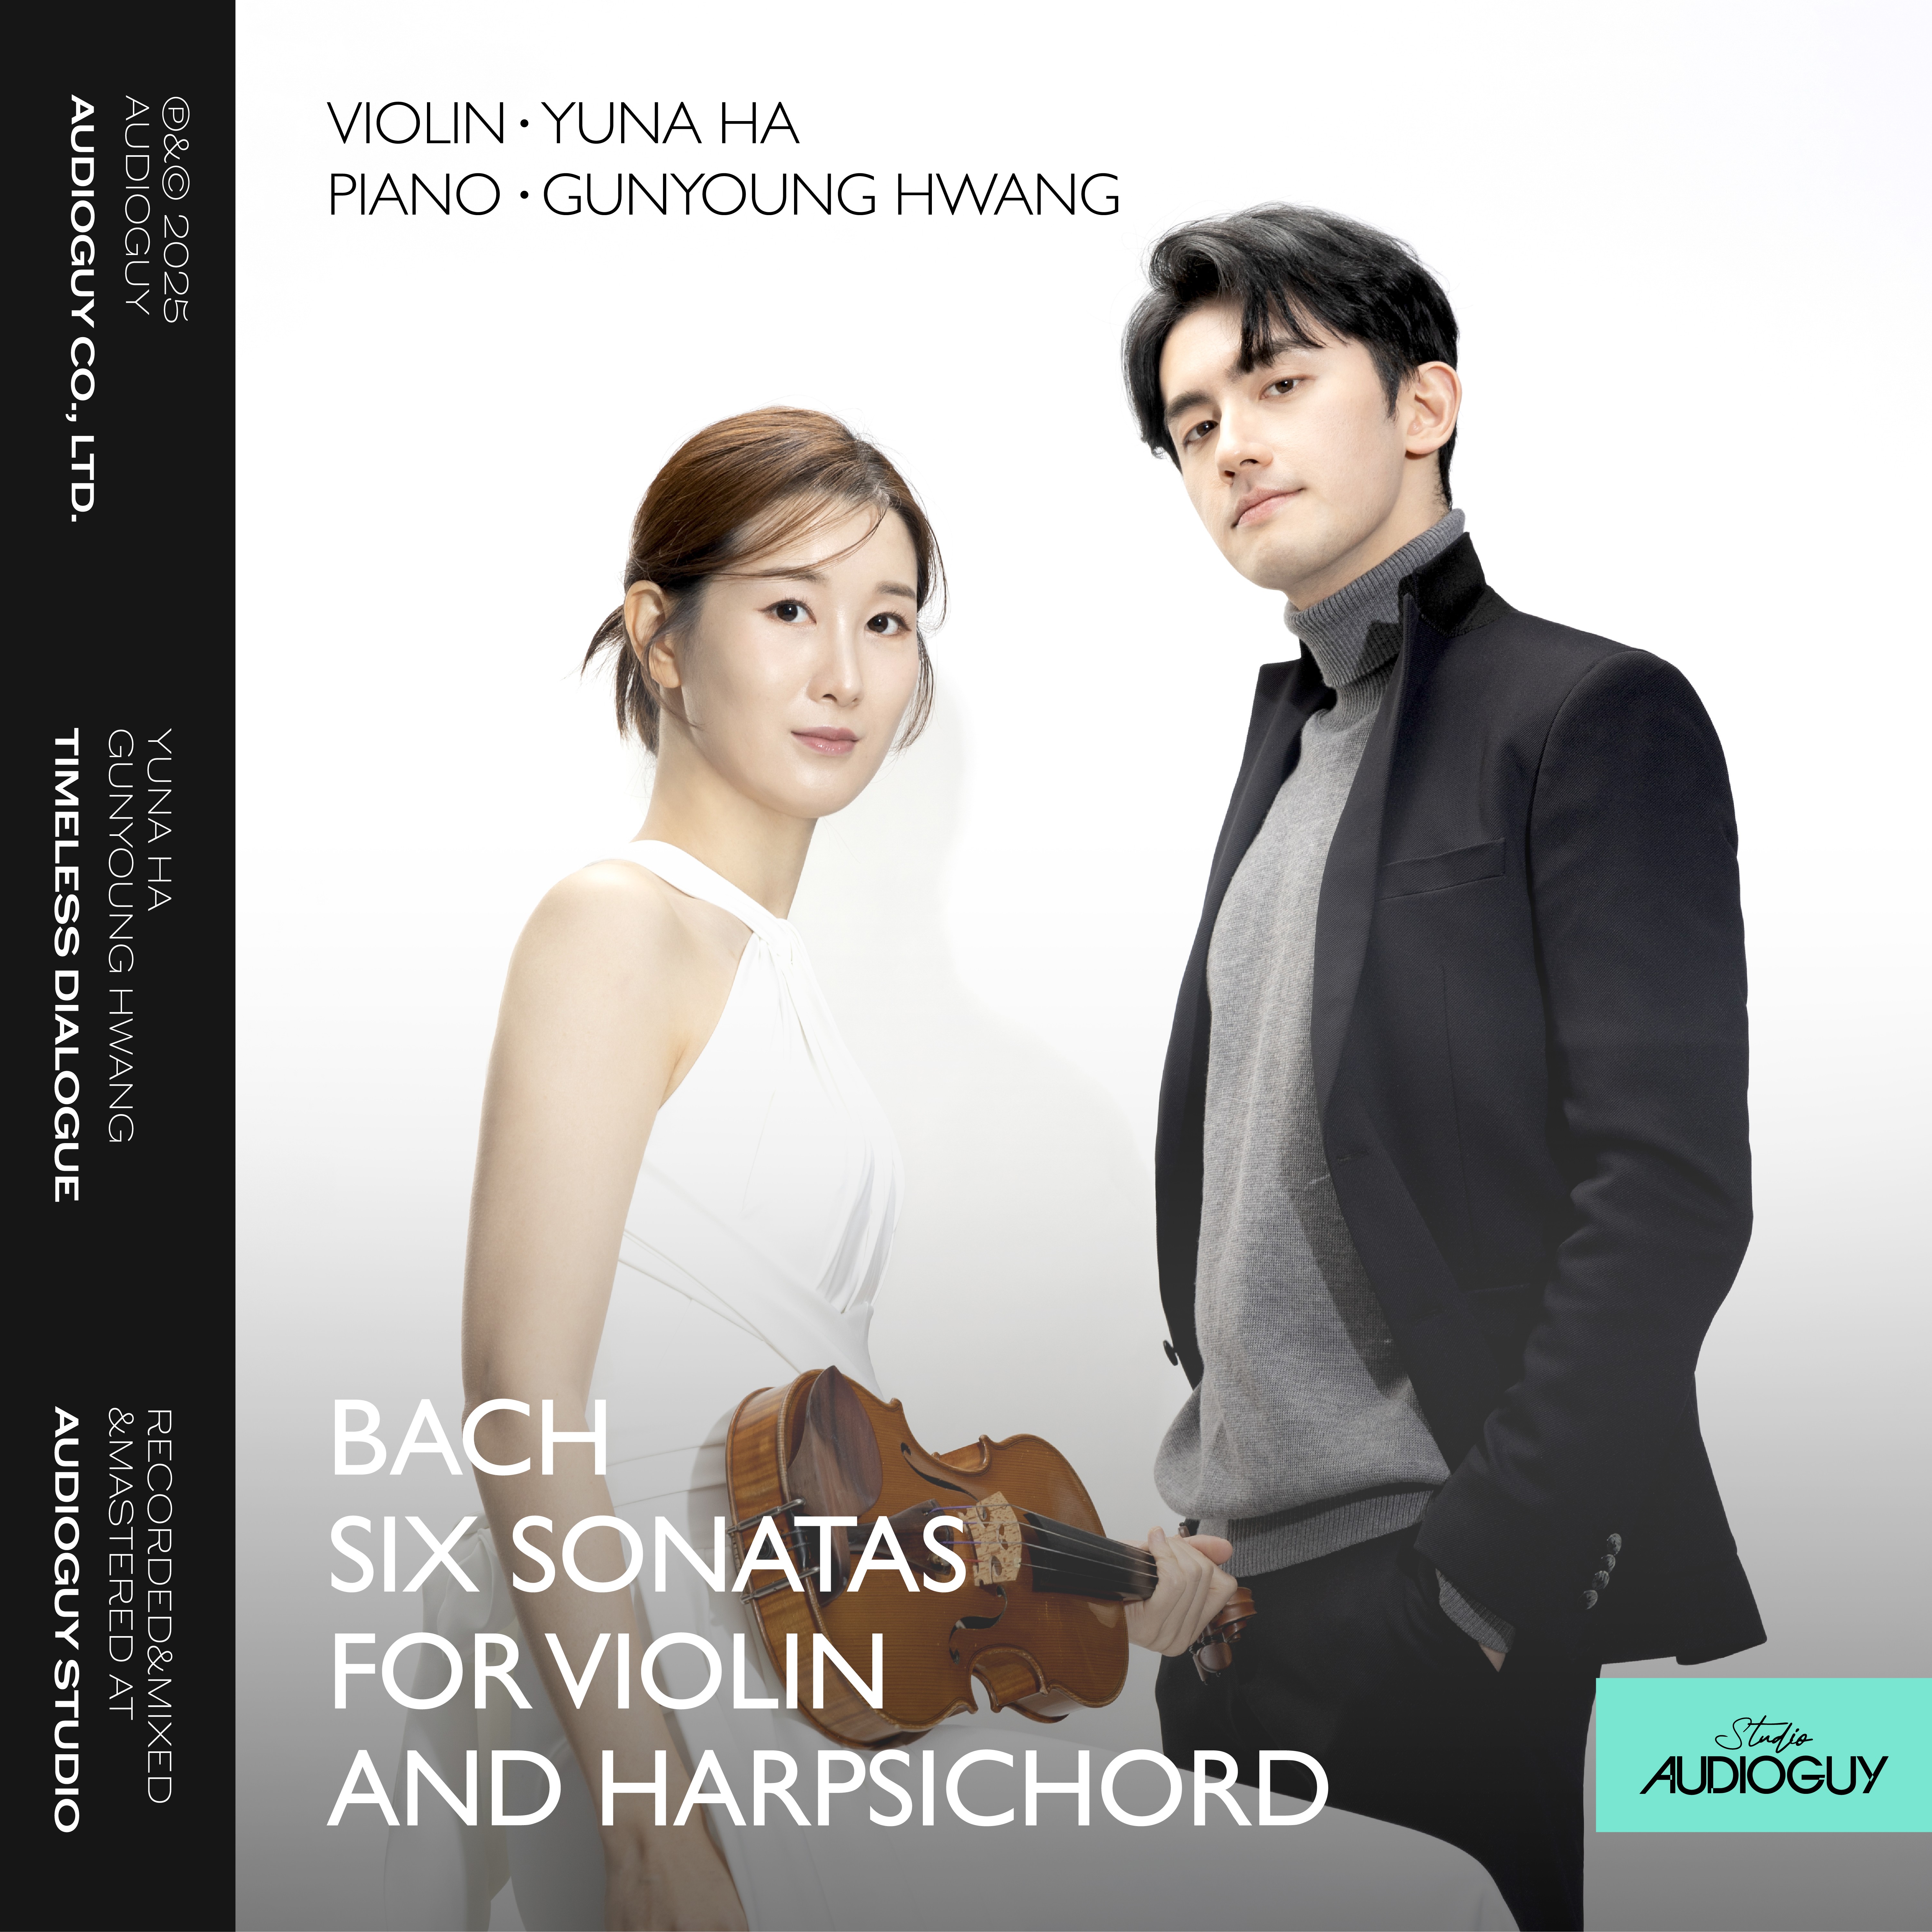 ℗&© 2025
AUDIOGUY
AUDIOGUY CO., LTD.
YUNA HA
GUNYOUNG HWANG
TIMELESS DIALOGUE
RECORDED&MIXED
&MASTERED AT
AUDIOGUY STUDIO
VIOLIN • YUNA HA
PIANO • GUNYOUNG HWANG
BACH
SIX SONATAS
FOR VIOLIN
AND HARPSICHORD
Studio
AUDIOGUY